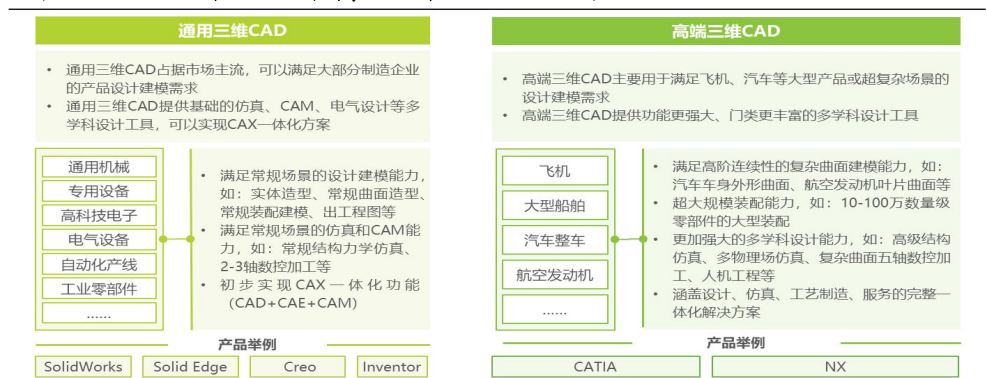 通用三维CAD
• 通用三维CAD占据市场主流，可以满足大部分制造企业
的产品设计建模需求
• 通用三维CAD提供基础的仿真、CAM、电气设计等多
学科设计工具，可以实现CAX一体化方案
通用机械
专用设备
高科技电子
电气设备
自动化产线
工业零部件
……
• 满足常规场景的设计建模能力，
如：实体造型、常规曲面造型、
常规装配建模、出工程图等
• 满足常规场景的仿真和CAM能
力，如：常规结构力学仿真、
2-3轴数控加工等
• 初步实现CAX一体化功能
(CAD+CAE+CAM)
产品举例
SolidWorks
Solid Edge
Creo
Inventor
高端三维CAD
• 高端三维CAD主要用于满足飞机、汽车等大型产品或超复杂场景的
设计建模需求
• 高端三维CAD提供功能更强大、门类更丰富的多学科设计工具
飞机
大型船舶
汽车整车
航空发动机
……
• 满足高阶连续性的复杂曲面建模能力，如：
汽车车身外形曲面、航空发动机叶片曲面等
• 超大规模装配能力，如：10-100万数量级
零部件的大型装配
• 更加强大的多学科设计能力，如：高级结构
仿真、多物理场仿真、复杂曲面五轴数控加
工、人机工程等
• 涵盖设计、仿真、工艺制造、服务的完整一
体化解决方案
产品举例
CATIA
NX